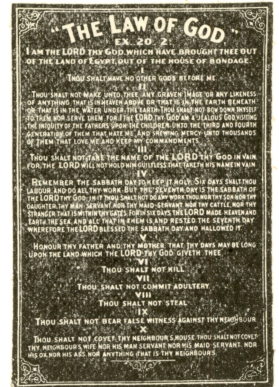 "THE LAW OF GOD"
EX. 20. 2.
I AM THE LORD THY GOD, WHICH HAVE BROUGHT THEE OUT
OF THE LAND OF EGYPT, OUT OF THE HOUSE OF BONDAGE.
I
THOU SHALT HAVE NO OTHER GODS BEFORE ME
II
THOU SHALT NOT MAKE UNTO THEE ANY GRAVEN IMAGE OR ANY LIKENESS
OF ANYTHING THAT IS IN HEAVEN ABOVE OR THAT IS IN THE EARTH BENEATH
OR THAT IS IN THE WATER UNDER THE EARTH: THOU SHALT NOT BOW DOWN THYSELF
TO THEM NOR SERVE THEM: FOR I THE LORD THY GOD AM A JEALOUS GOD VISITING
THE INIQUITY OF THE FATHERS UPON THE CHILDREN UNTO THE THIRD AND FOURTH
GENERATION OF THEM THAT HATE ME AND SHEWING MERCY UNTO THOUSANDS
OF THEM THAT LOVE ME AND KEEP MY COMMANDMENTS.
III
THOU SHALT NOT TAKE THE NAME OF THE LORD THY GOD IN VAIN
FOR THE LORD WILL NOT HOLD HIM GUILTLESS THAT TAKETH HIS NAME IN VAIN
IV
REMEMBER THE SABBATH DAY TO KEEP IT HOLY. SIX DAYS SHALT THOU
LABOUR AND DO ALL THY WORK: BUT THE SEVENTH DAY IS THE SABBATH OF
THE LORD THY GOD: IN IT THOU SHALT NOT DO ANY WORK THOU, NOR THY SON NOR THY
DAUGHTER, THY MAN-SERVANT, NOR THY MAID-SERVANT, NOR THY CATTLE, NOR THY
STRANGER THAT IS WITHIN THY GATES: FOR IN SIX DAYS THE LORD MADE HEAVEN AND
EARTH THE SEA, AND ALL THAT IN THEM IS AND RESTED THE SEVENTH DAY
WHEREFORE THE LORD BLESSED THE SABBATH DAY AND HALLOWED IT
V
HONOUR THY FATHER AND THY MOTHER: THAT THY DAYS MAY BE LONG
UPON THE LAND WHICH THE LORD THY GOD GIVETH THEE
VI
THOU SHALT NOT KILL
VII
THOU SHALT NOT COMMIT ADULTERY
VIII
THOU SHALT NOT STEAL
IX
THOU SHALT NOT BEAR FALSE WITNESS AGAINST THY NEIGHBOUR
X
THOU SHALT NOT COVET THY NEIGHBOUR'S HOUSE, THOU SHALT NOT COVET
THY NEIGHBOUR'S WIFE NOR HIS MAN SERVANT NOR HIS MAID-SERVANT, NOR
HIS OX, NOR HIS ASS NOR ANYTHING THAT IS THY NEIGHBOUR'S